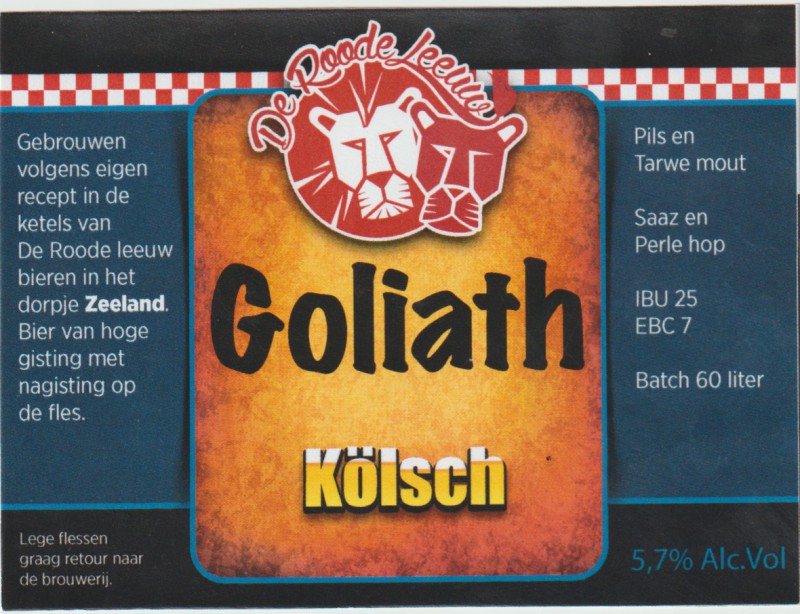 De Roode Leeuw
Gebrouwen
volgens eigen
recept in de
ketels van
De Roode leeuw
bieren in het
dorpje Zeeland.
Bier van hoge
gisting met
nagisting op
de fles.
Lege flessen
graag retour naar
de brouwerij.
Goliath
Kölsch
Pils en
Tarwe mout
Saaz en
Perle hop
IBU 25
EBC 7
Batch 60 liter
5,7% Alc.Vol